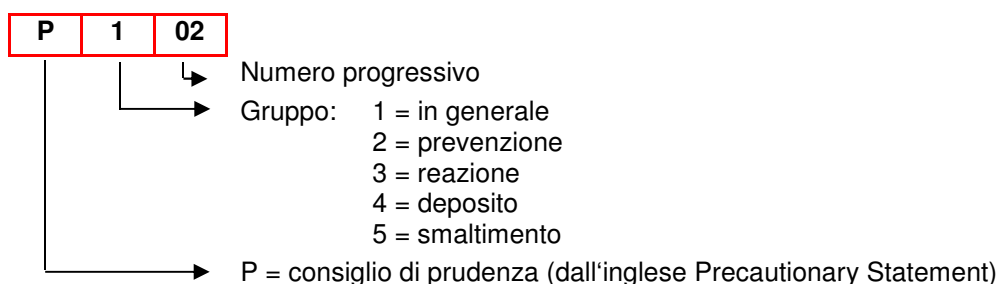 P 1 02
Numero progressivo
Gruppo: 1 = in generale
2 = prevenzione
3 = reazione
4 = deposito
5 = smaltimento
P = consiglio di prudenza (dall‘inglese Precautionary Statement)